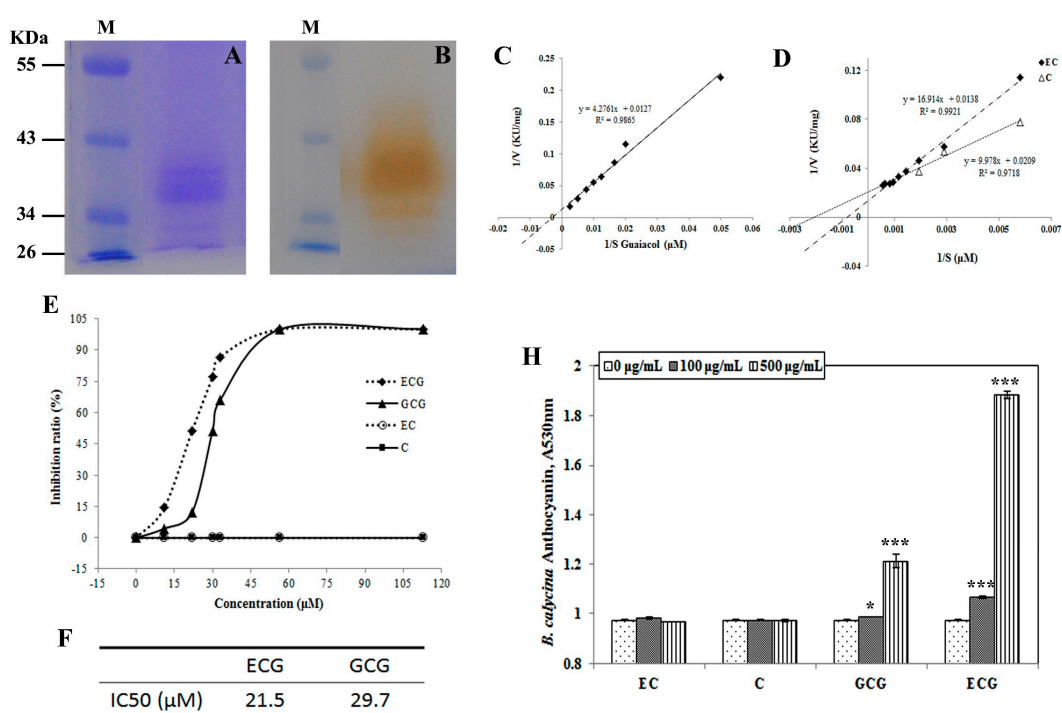 KDa
M
M
A
B
55
43
34
26
C
0.25
0.2
0.15
0.1
0.05
0
-0.05
-0.02
-0.01
0
0.01
0.02
0.03
0.04
0.05
0.06
1/V (KU/mg)
1/S Guaiacol (μM)
y = 4.2761x + 0.0127
R² = 0.9865
D
EC
C
0.12
0.08
0.04
0
-0.04
-0.003
-0.001
0.001
0.003
0.005
0.007
1/V (KU/mg)
1/S (μM)
y = 16.914x + 0.0138
R² = 0.9921
y = 9.978x + 0.0209
R² = 0.9718
E
105
90
75
60
45
30
15
0
-15
-15
0
15
30
45
60
75
90
105
120
Inhibition ratio (%)
Concentration (μM)
ECG
GCG
EC
C
F
ECG GCG
IC50 (μM) 21.5 29.7
H
0 μg/mL 100 μg/mL 500 μg/mL
2
1.8
1.6
1.4
1.2
1
0.8
B. calycina Anthocyanin, A530nm
*
***
***
***
EC
C
GCG
ECG